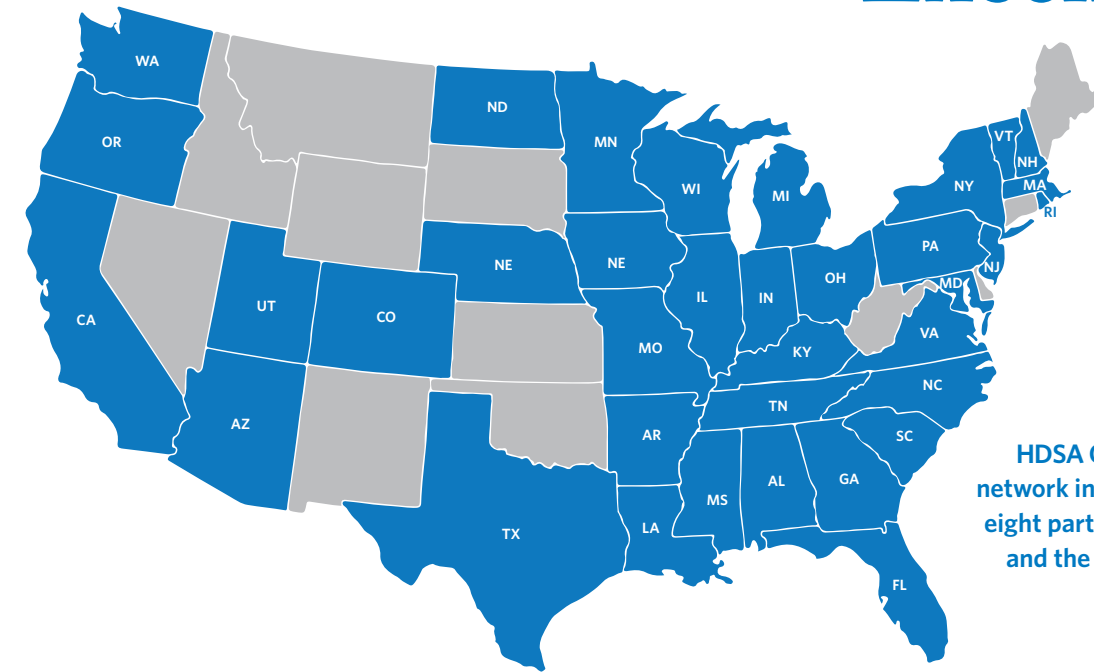 WA
ND
OR
MN
VT
NH
WI
MI
NY
MA
RI
PA
NE
NE
OH
NJ
MD
UT
IL
IN
CO
CA
VA
MO
KY
NC
TN
AZ
AR
SC
GA
AL
MS
LA
TX
FL
HDSA
network in
eight part
and the